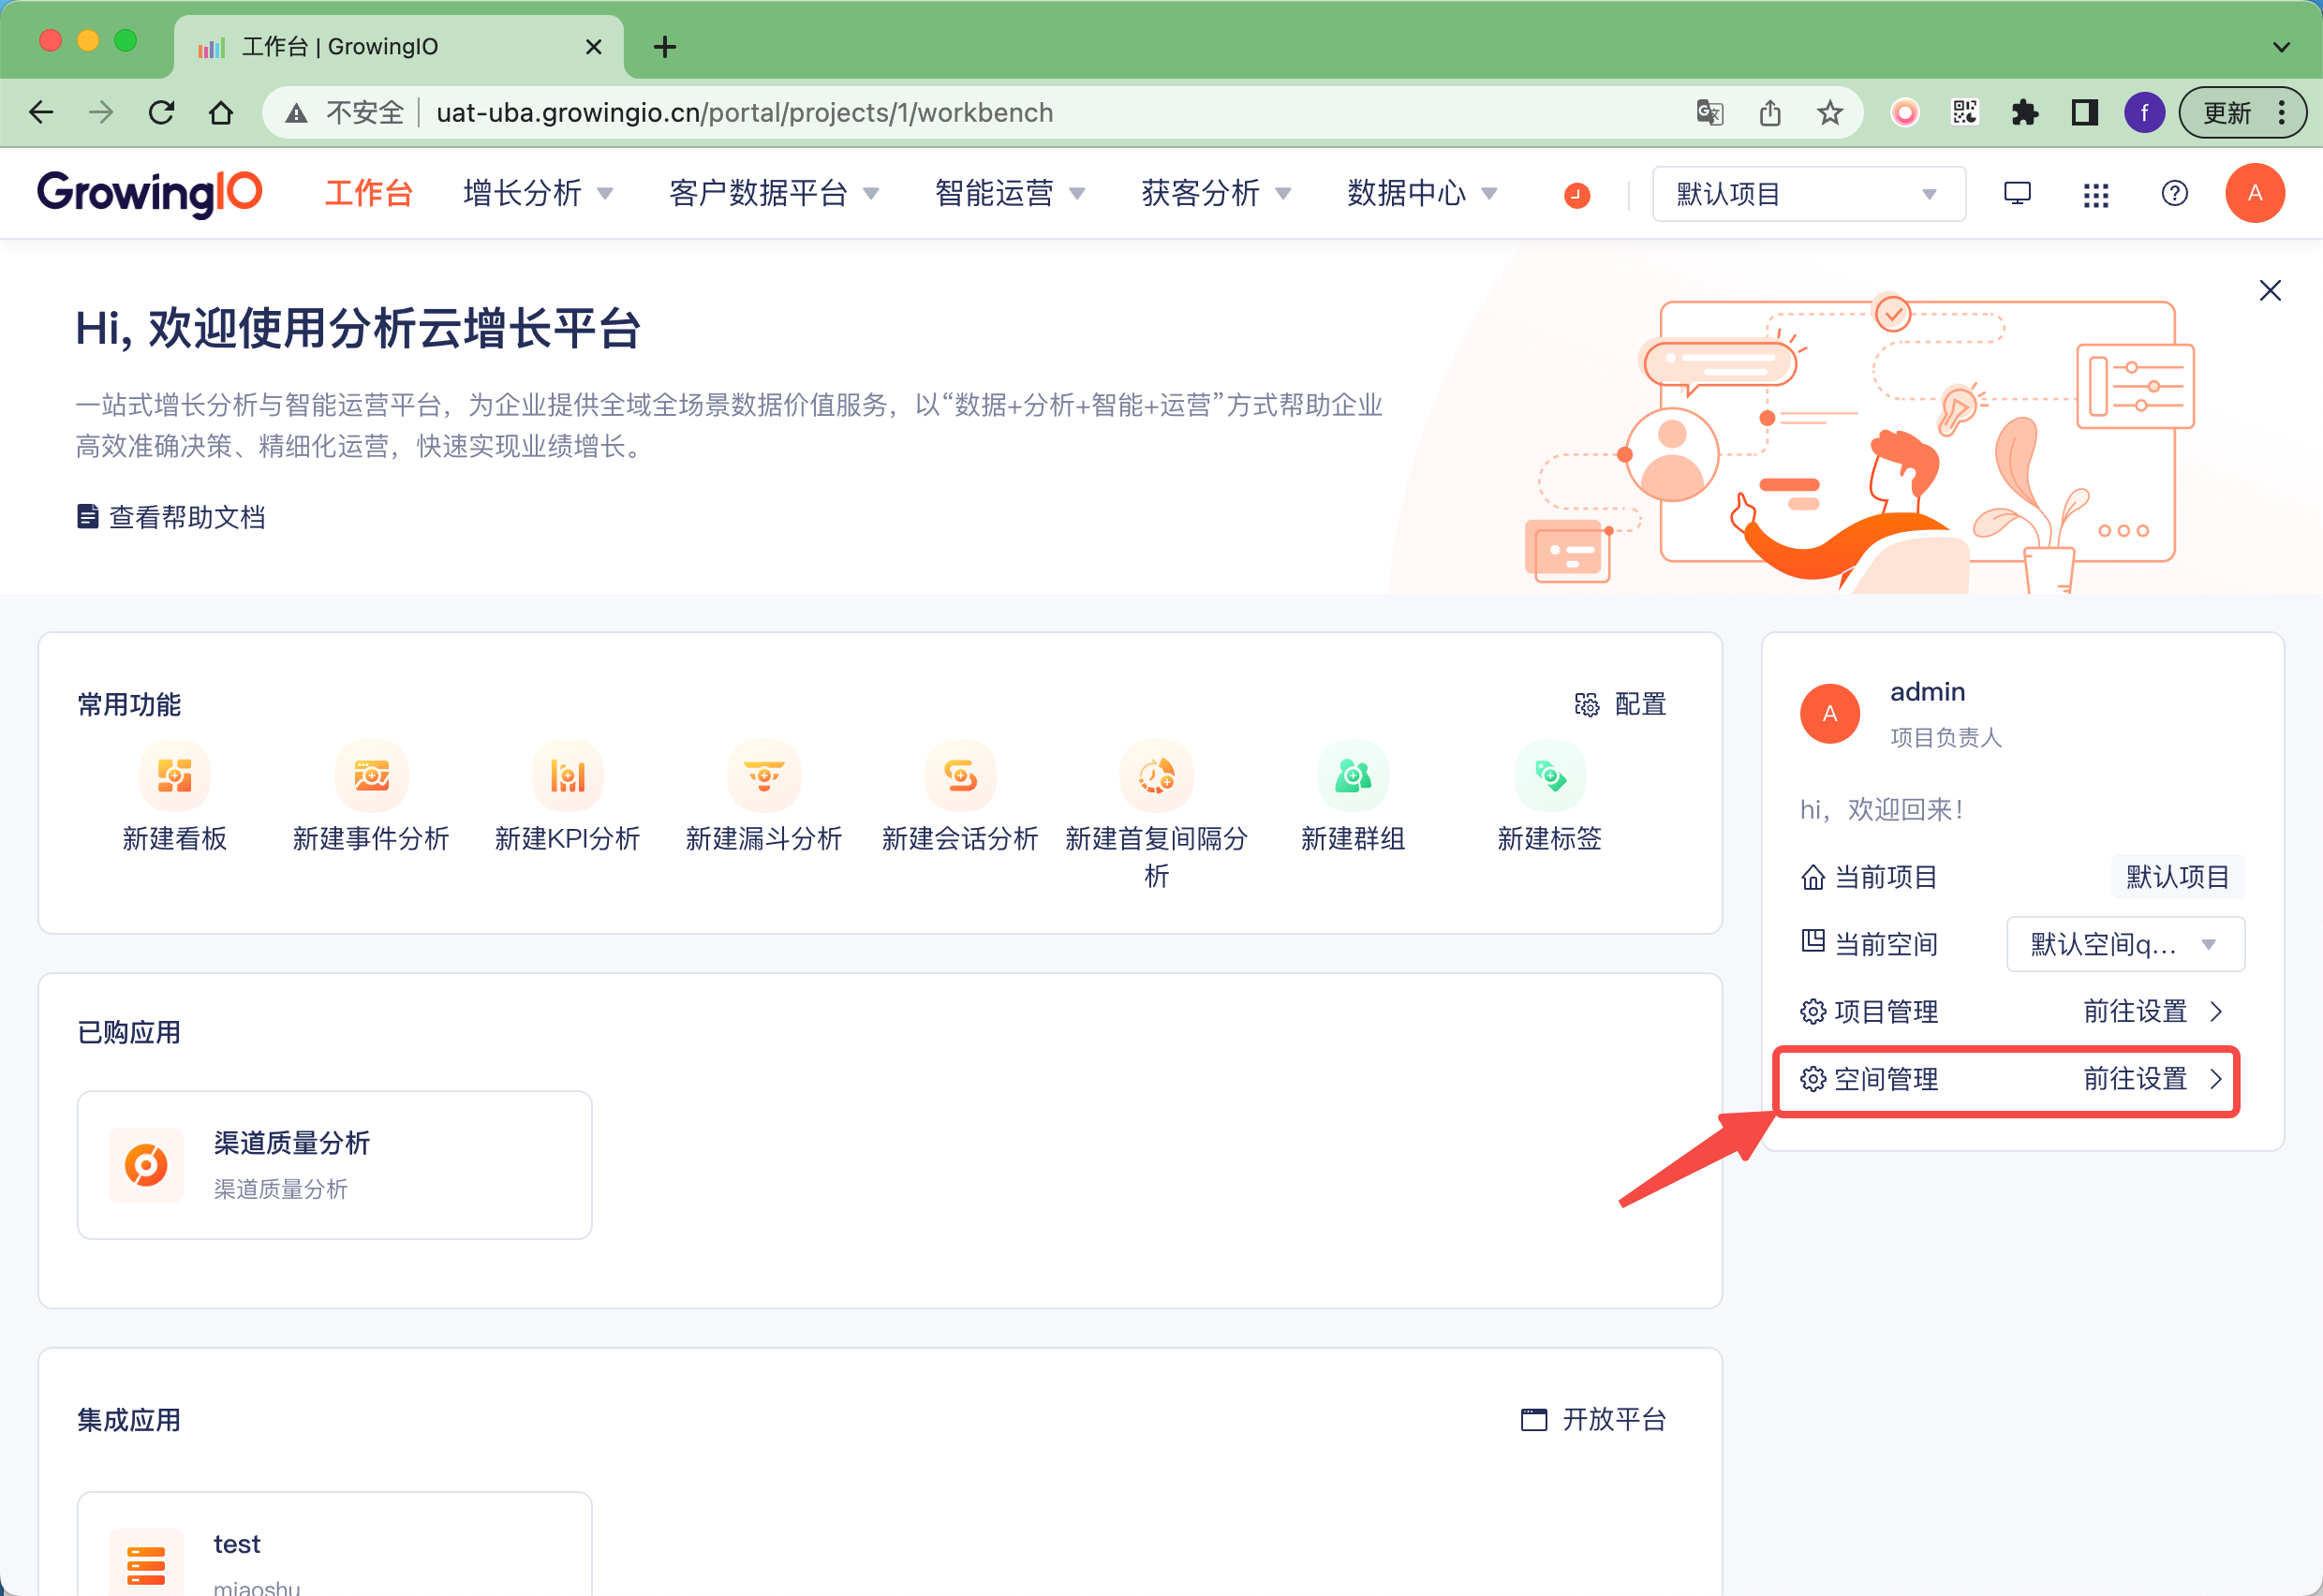 工作台 | GrowingIO
不安全 uat-uba.growingio.cn/portal/projects/1/workbench
f
更新
GrowingIO
工作台
增长分析
客户数据平台
智能运营
获客分析
数据中心
默认项目
A
Hi, 欢迎使用分析云增长平台
一站式增长分析与智能运营平台，为企业提供全域全场景数据价值服务，以“数据+分析+智能+运营”方式帮助企业
高效准确决策、精细化运营，快速实现业绩增长。
查看帮助文档
常用功能
配置
新建看板
新建事件分析
新建KPI分析
新建漏斗分析
新建会话分析
新建首复间隔分
析
新建群组
新建标签
已购应用
渠道质量分析
渠道质量分析
集成应用
开放平台
test
miaoshu
A
admin
项目负责人
hi，欢迎回来！
当前项目
默认项目
当前空间
默认空间q...
项目管理
前往设置
空间管理
前往设置